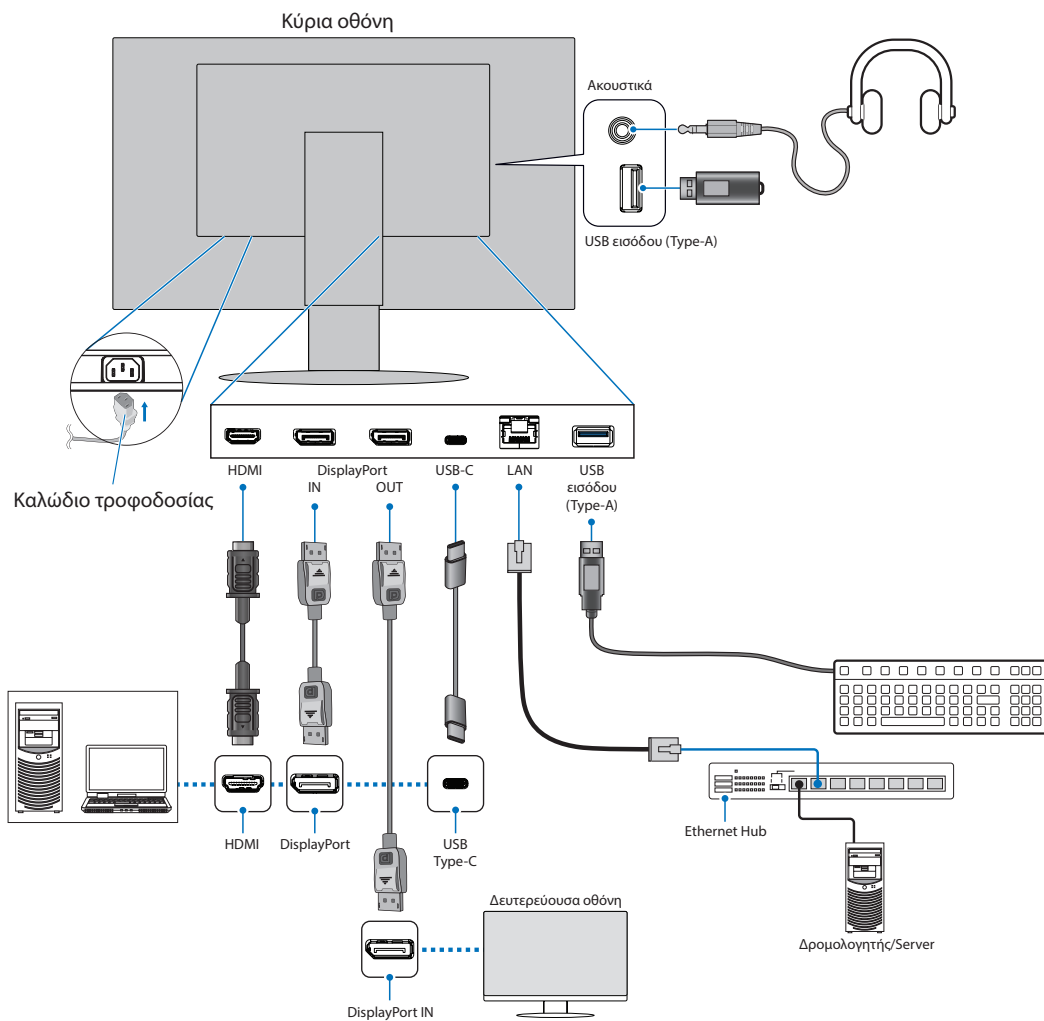 Κύρια οθόνη
Ακουστικά
USB εισόδου (Type-A)
HDMI
DisplayPort
USB-C
LAN
USB
IN
OUT
εισόδου
(Type-A)
Καλώδιο τροφοδοσίας
HDMI
DisplayPort
USB
Type-C
Ethernet Hub
Δευτερεύουσα οθόνη
Δρομολογητής/Server
DisplayPort IN